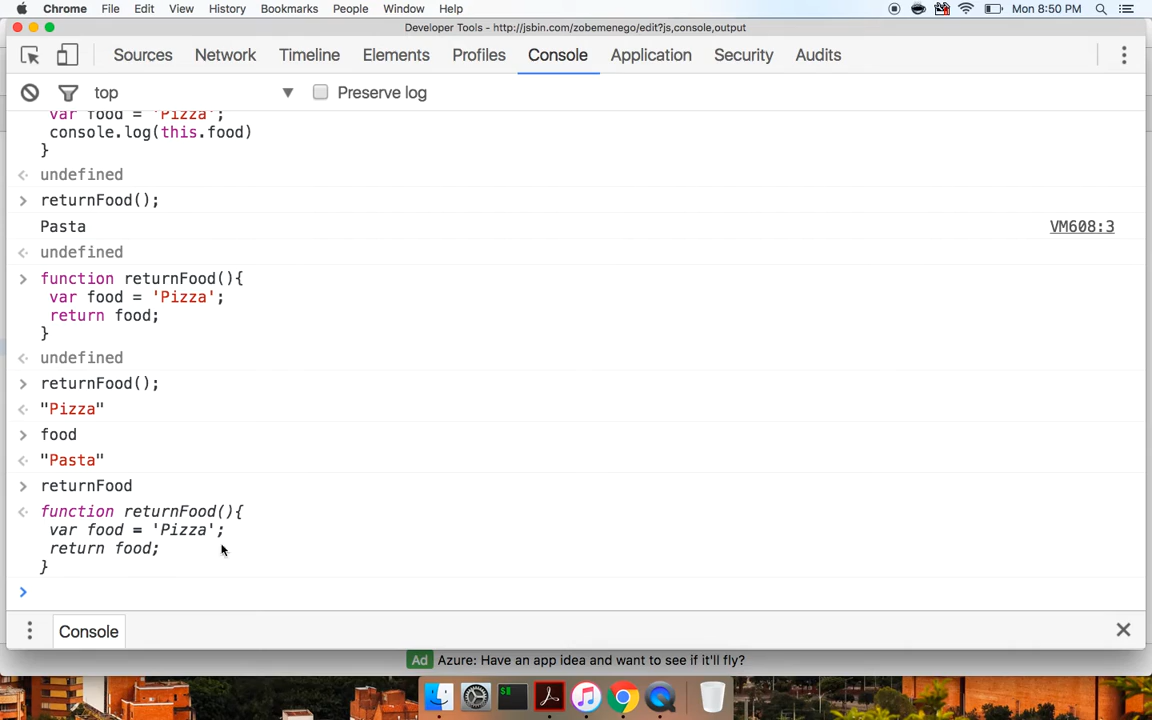 Chrome File Edit View History Bookmarks People Window Help Mon 8:50 PM
Developer Tools - http://jsbin.com/zobemenego/edit?js,console,output
Sources Network Timeline Elements Profiles Console Application Security Audits
top ▼ Preserve log
var food = 'Pizza';
console.log(this.food)
}
undefined
returnFood();
Pasta VM608:3
undefined
function returnFood(){
var food = 'Pizza';
return food;
}
undefined
returnFood();
"Pizza"
food
"Pasta"
returnFood
function returnFood(){
var food = 'Pizza';
return food;
}
Console
Ad Azure: Have an app idea and want to see if it'll fly?